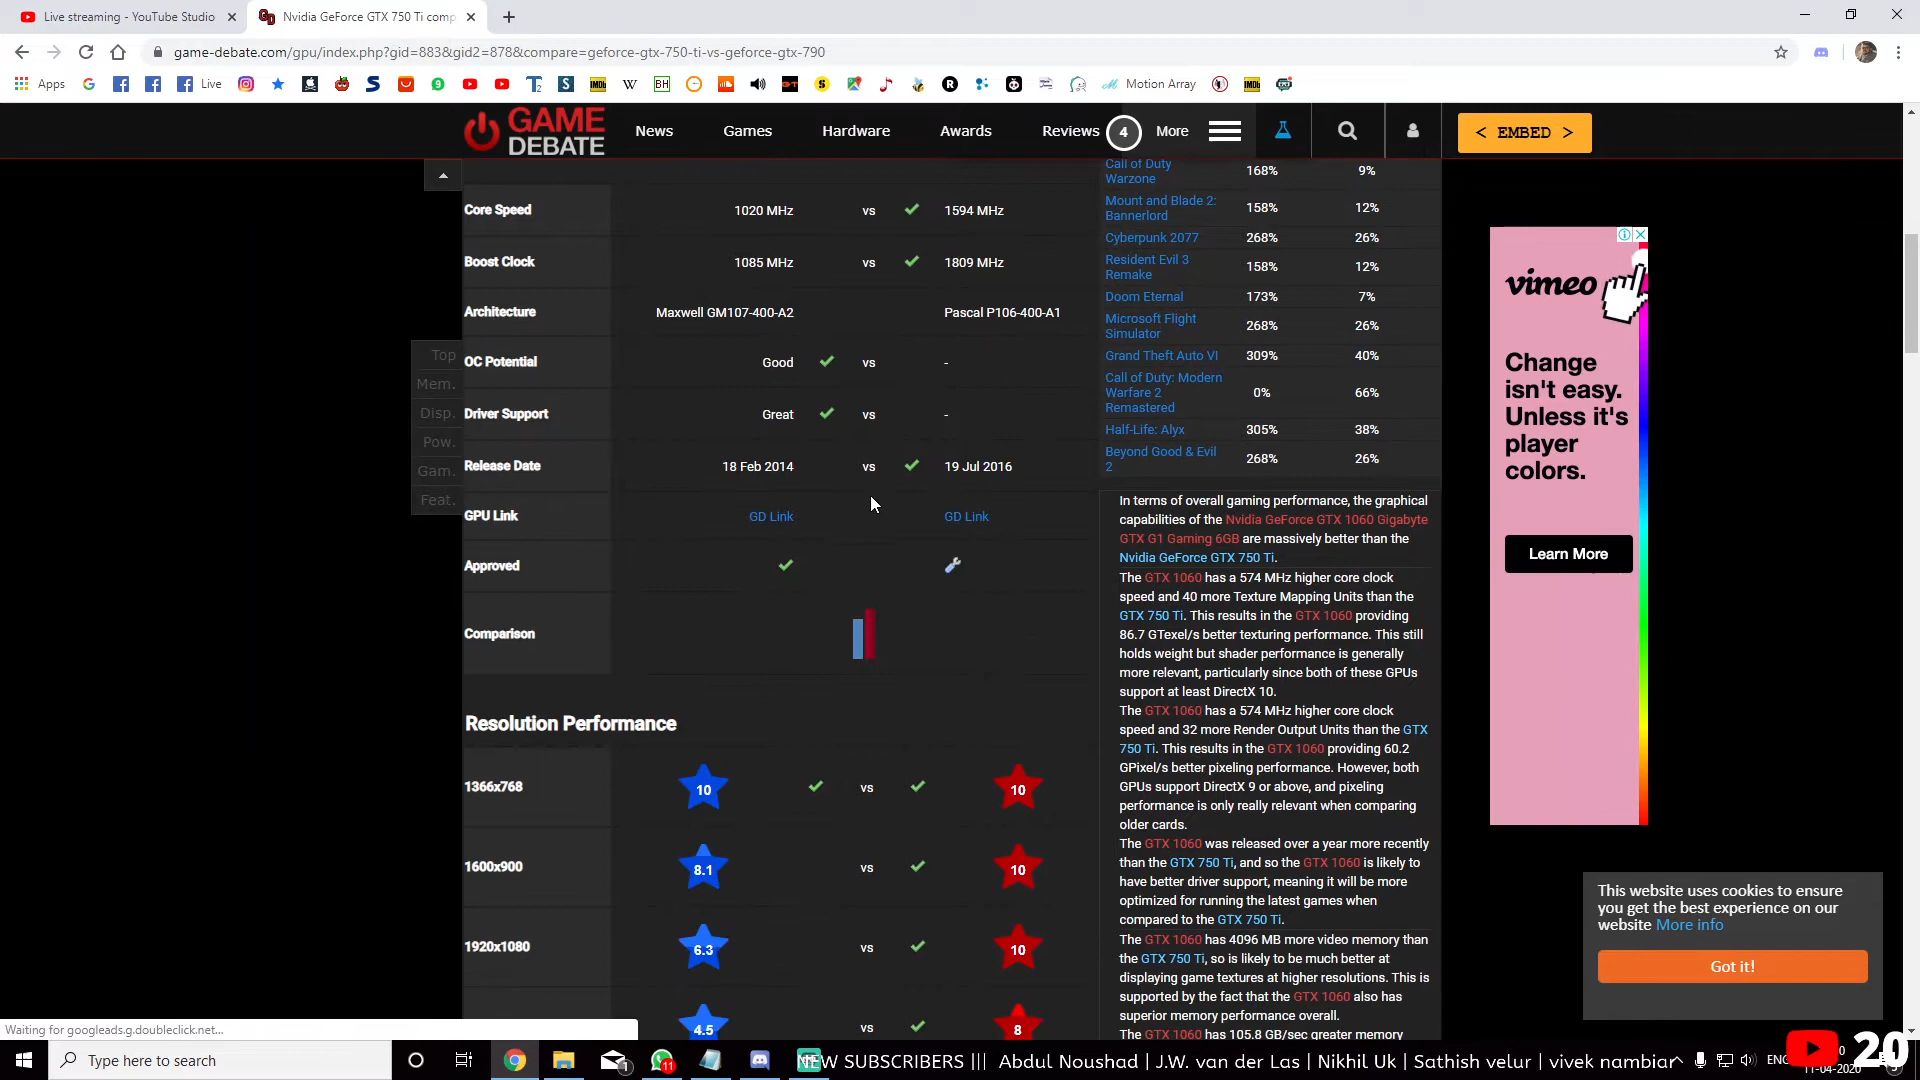 Live streaming - YouTube Studio
Nvidia GeForce GTX 750 Ti comp
game-debate.com/gpu/index.php?gid=883&gid2=878&compare=geforce-gtx-750-ti-vs-geforce-gtx-790
Apps
Live
Motion Array
GAME
DEBATE
News
Games
Hardware
Awards
Reviews
4
More
< EMBED >
Core Speed 1020 MHz vs 1594 MHz
Boost Clock 1085 MHz vs 1809 MHz
Architecture Maxwell GM107-400-A2 Pascal P106-400-A1
OC Potential Good vs -
Driver Support Great vs -
Release Date 18 Feb 2014 vs 19 Jul 2016
GPU Link GD Link GD Link
Approved
Comparison
Top
Mem.
Disp.
Pow.
Gam.
Feat.
Resolution Performance
1366x768 10 vs 10
1600x900 8.1 vs 10
1920x1080 6.3 vs 10
4.5 vs 8
Call of Duty
Warzone 168% 9%
Mount and Blade 2:
Bannerlord 158% 12%
Cyberpunk 2077 268% 26%
Resident Evil 3
Remake 158% 12%
Doom Eternal 173% 7%
Microsoft Flight
Simulator 268% 26%
Grand Theft Auto VI 309% 40%
Call of Duty: Modern
Warfare 2
Remastered 0% 66%
Half-Life: Alyx 305% 38%
Beyond Good & Evil
2 268% 26%
In terms of overall gaming performance, the graphical
capabilities of the Nvidia GeForce GTX 1060 Gigabyte
GTX G1 Gaming 6GB are massively better than the
Nvidia GeForce GTX 750 Ti.
The GTX 1060 has a 574 MHz higher core clock
speed and 40 more Texture Mapping Units than the
GTX 750 Ti. This results in the GTX 1060 providing
86.7 GTexel/s better texturing performance. This still
holds weight but shader performance is generally
more relevant, particularly since both of these GPUs
support at least DirectX 10.
The GTX 1060 has a 574 MHz higher core clock
speed and 32 more Render Output Units than the GTX
750 Ti. This results in the GTX 1060 providing 60.2
GPixel/s better pixeling performance. However, both
GPUs support DirectX 9 or above, and pixeling
performance is only really relevant when comparing
older cards.
The GTX 1060 was released over a year more recently
than the GTX 750 Ti, and so the GTX 1060 is likely to
have better driver support, meaning it will be more
optimized for running the latest games when
compared to the GTX 750 Ti.
The GTX 1060 has 4096 MB more video memory than
the GTX 750 Ti, so is likely to be much better at
displaying game textures at higher resolutions. This is
supported by the fact that the GTX 1060 also has
superior memory performance overall.
The GTX 1060 has 105.8 GB/sec greater memory
vimeo
Change
isn't easy.
Unless it's
player
colors.
Learn More
This website uses cookies to ensure
you get the best experience on our
website More info
Got it!
Waiting for googleads.g.doubleclick.net...
Type here to search
NEW SUBSCRIBERS ||| Abdul Noushad | J.W. van der Las | Nikhil Uk | Sathish velur | vivek nambiar
ENG
11-04-2020
20